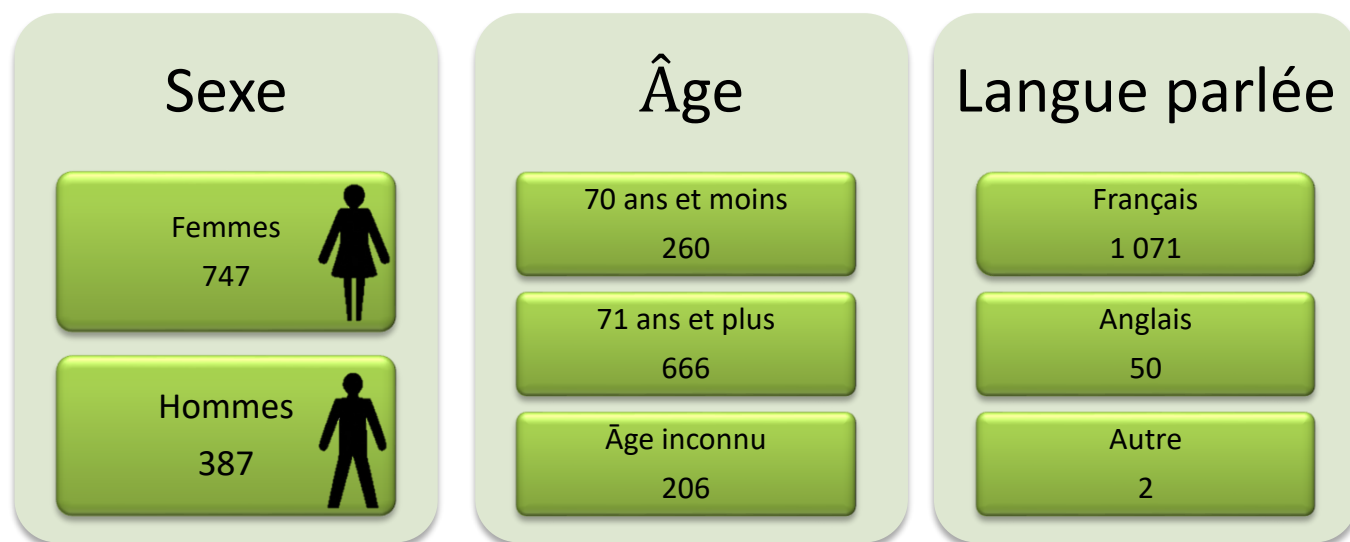 Sexe
Femmes
747
Hommes
387
Âge
70 ans et moins
260
71 ans et plus
666
Āge inconnu
206
Langue parlée
Français
1 071
Anglais
50
Autre
2